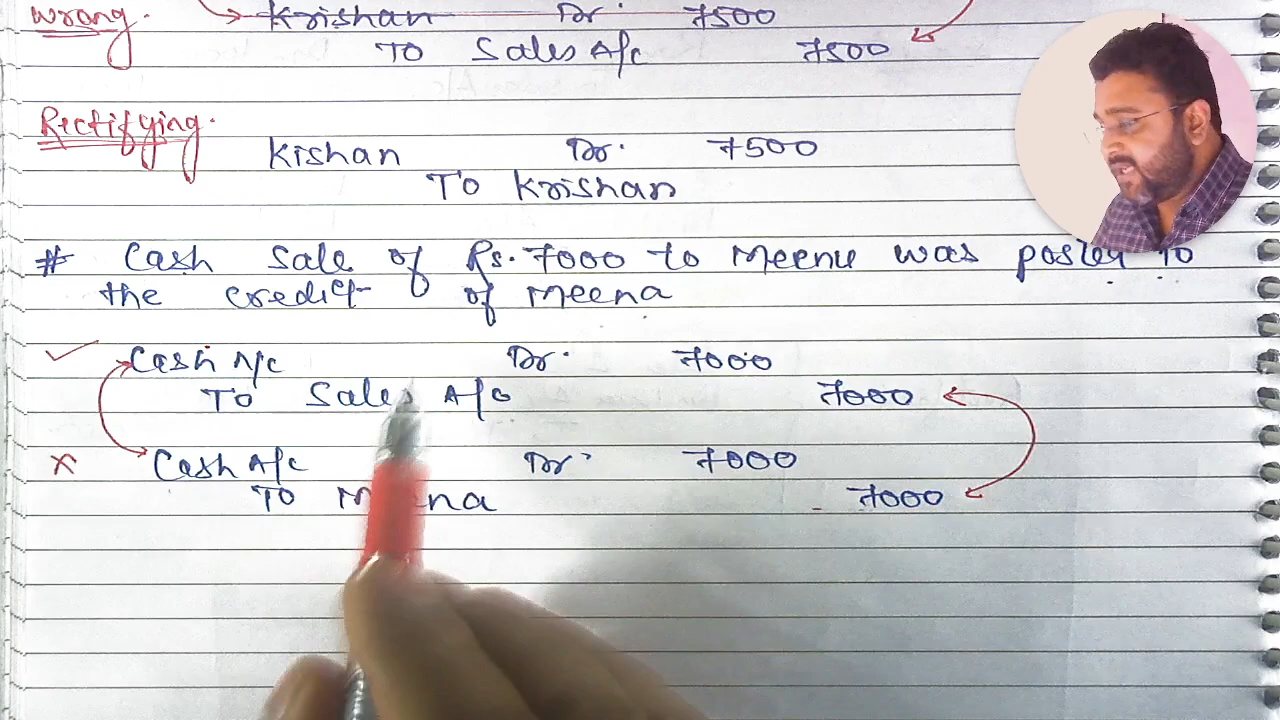 Wrong. Krishan Dr. 7500
To Sales A/c 7500
Rectifying.
Kishan Dr. 7500
To Krishan
# Cash Sale of Rs. 7000 to Meenu was posted to
the credit of Meena
✓ Cash A/c Dr. 7000
To Sales A/c 7000
x Cash A/c Dr. 7000
To Meena 7000